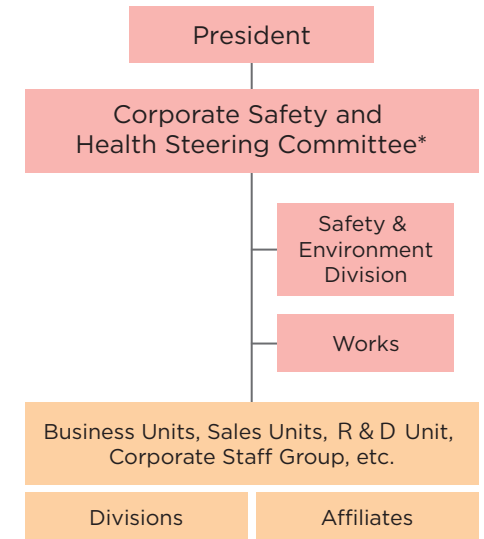 President
Corporate Safety and
Health Steering Committee*
Safety &
Environment
Division
Works
Business Units, Sales Units, R & D Unit,
Corporate Staff Group, etc.
Divisions
Affiliates